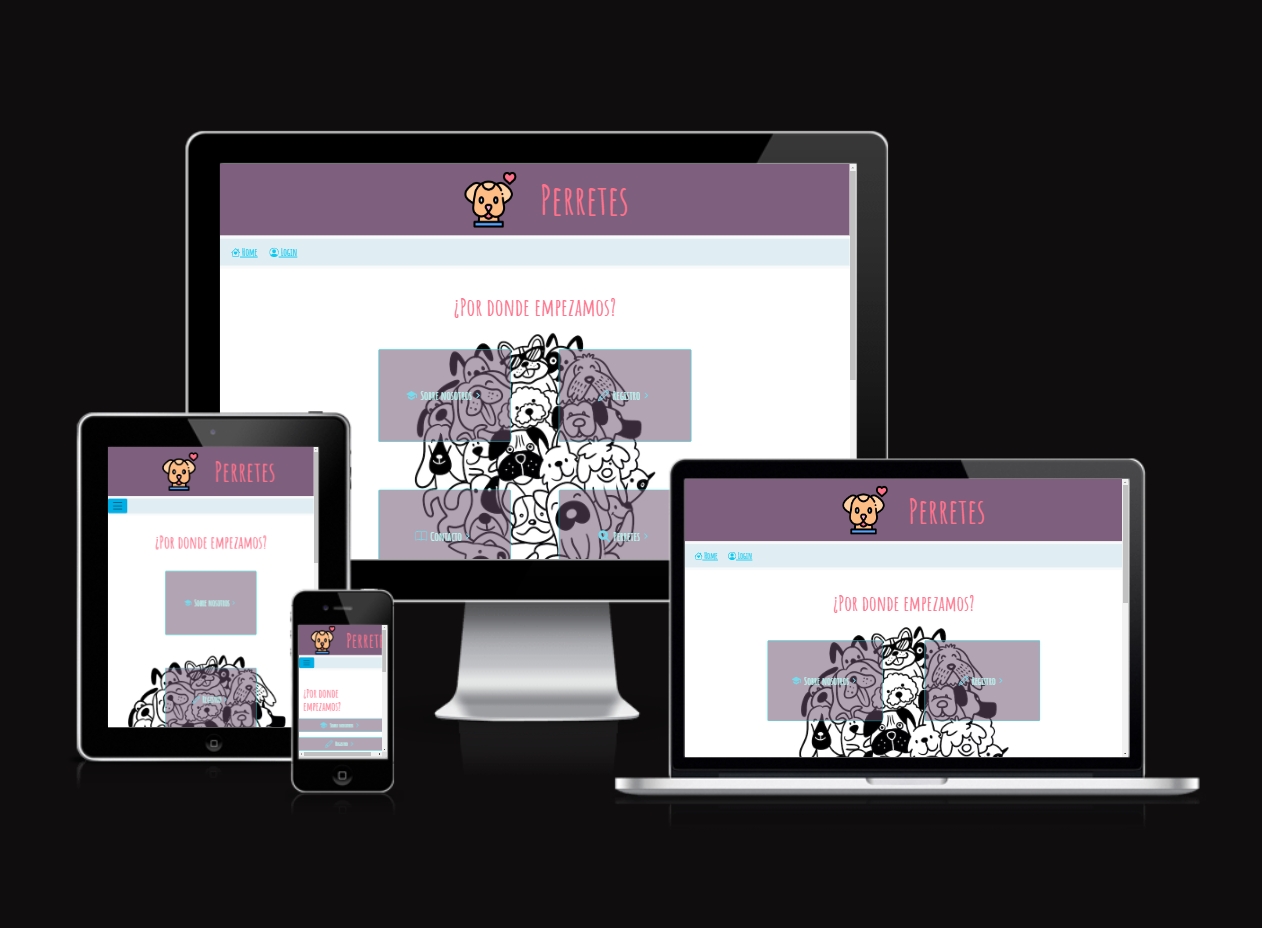 Perretes
Home Login
¿Por donde empezamos?
Sobre nosotros >
Registro >
Contacto >
Perretes >
Perretes
¿Por donde empezamos?
Sobre nosotros >
Registro >
Perrete
¿Por donde
empezamos?
Sobre nosotros >
Registro >
Perretes
Home Login
¿Por donde empezamos?
Sobre nosotros >
Registro >